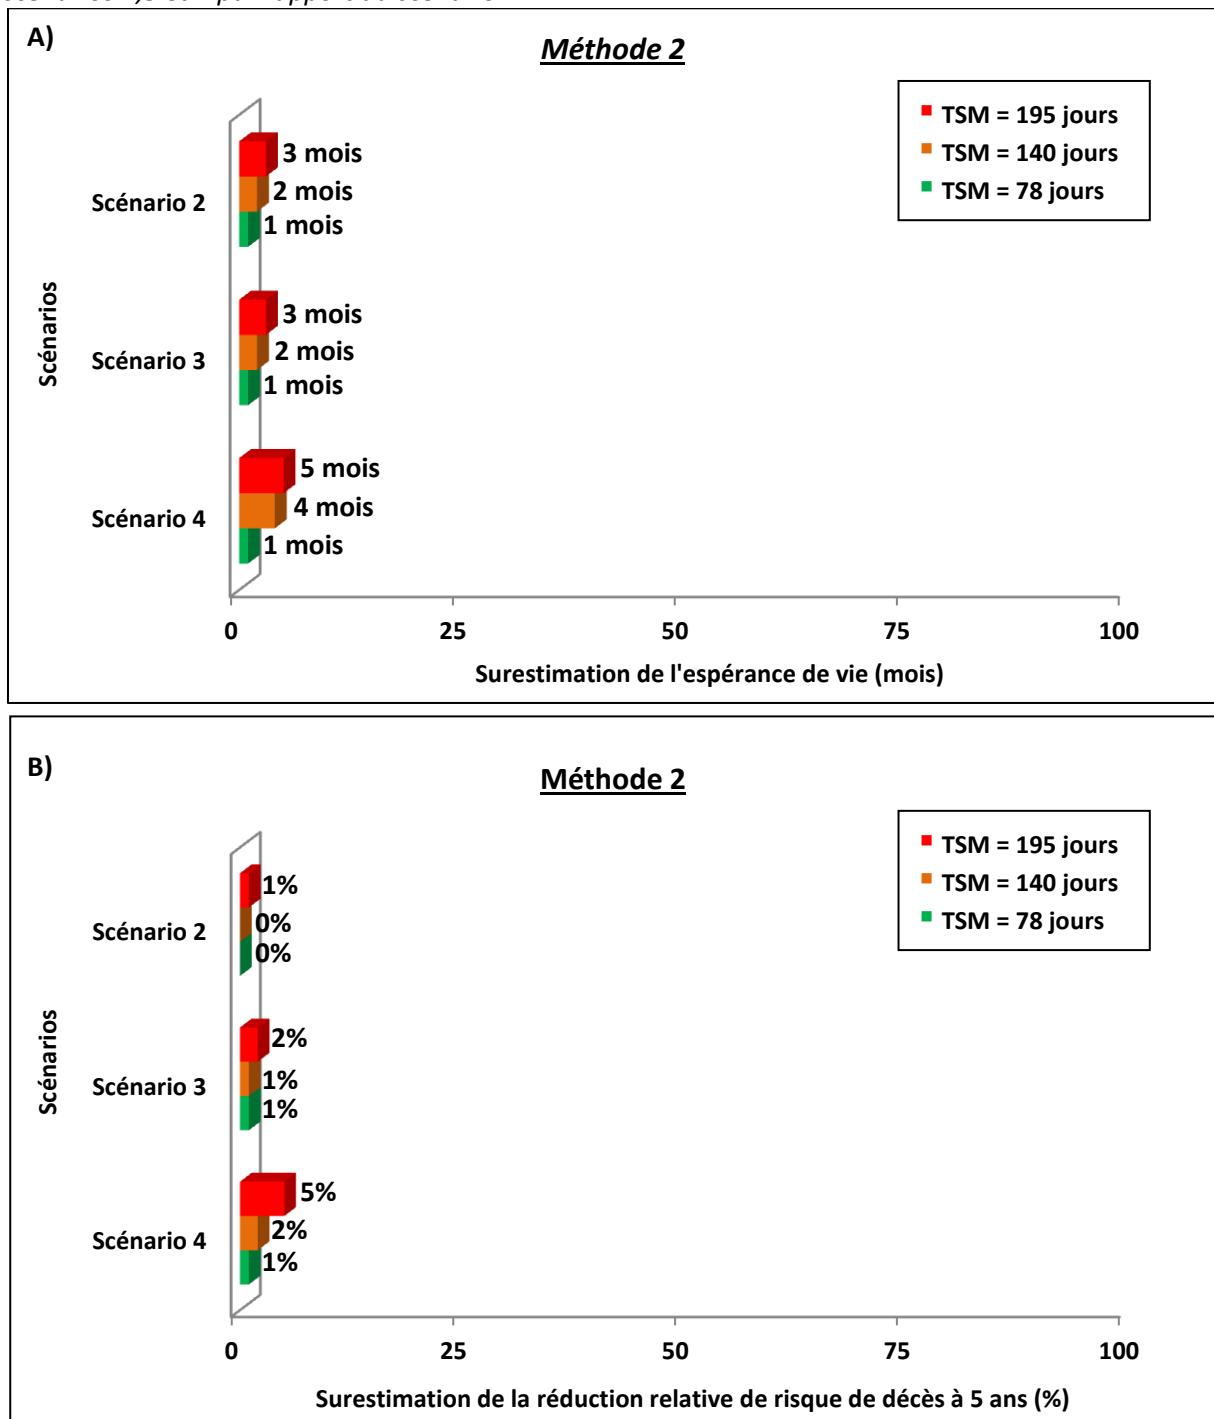 A)
Méthode 2
TSM = 195 jours
TSM = 140 jours
TSM = 78 jours
Scénarios
Scénario 2
3 mois
2 mois
1 mois
Scénario 3
3 mois
2 mois
1 mois
Scénario 4
5 mois
4 mois
1 mois
0 25 50 75 100
Surestimation de l'espérance de vie (mois)
B)
Méthode 2
TSM = 195 jours
TSM = 140 jours
TSM = 78 jours
Scénarios
Scénario 2
1%
0%
0%
Scénario 3
2%
1%
1%
Scénario 4
5%
2%
1%
0 25 50 75 100
Surestimation de la réduction relative de risque de décès à 5 ans (%)